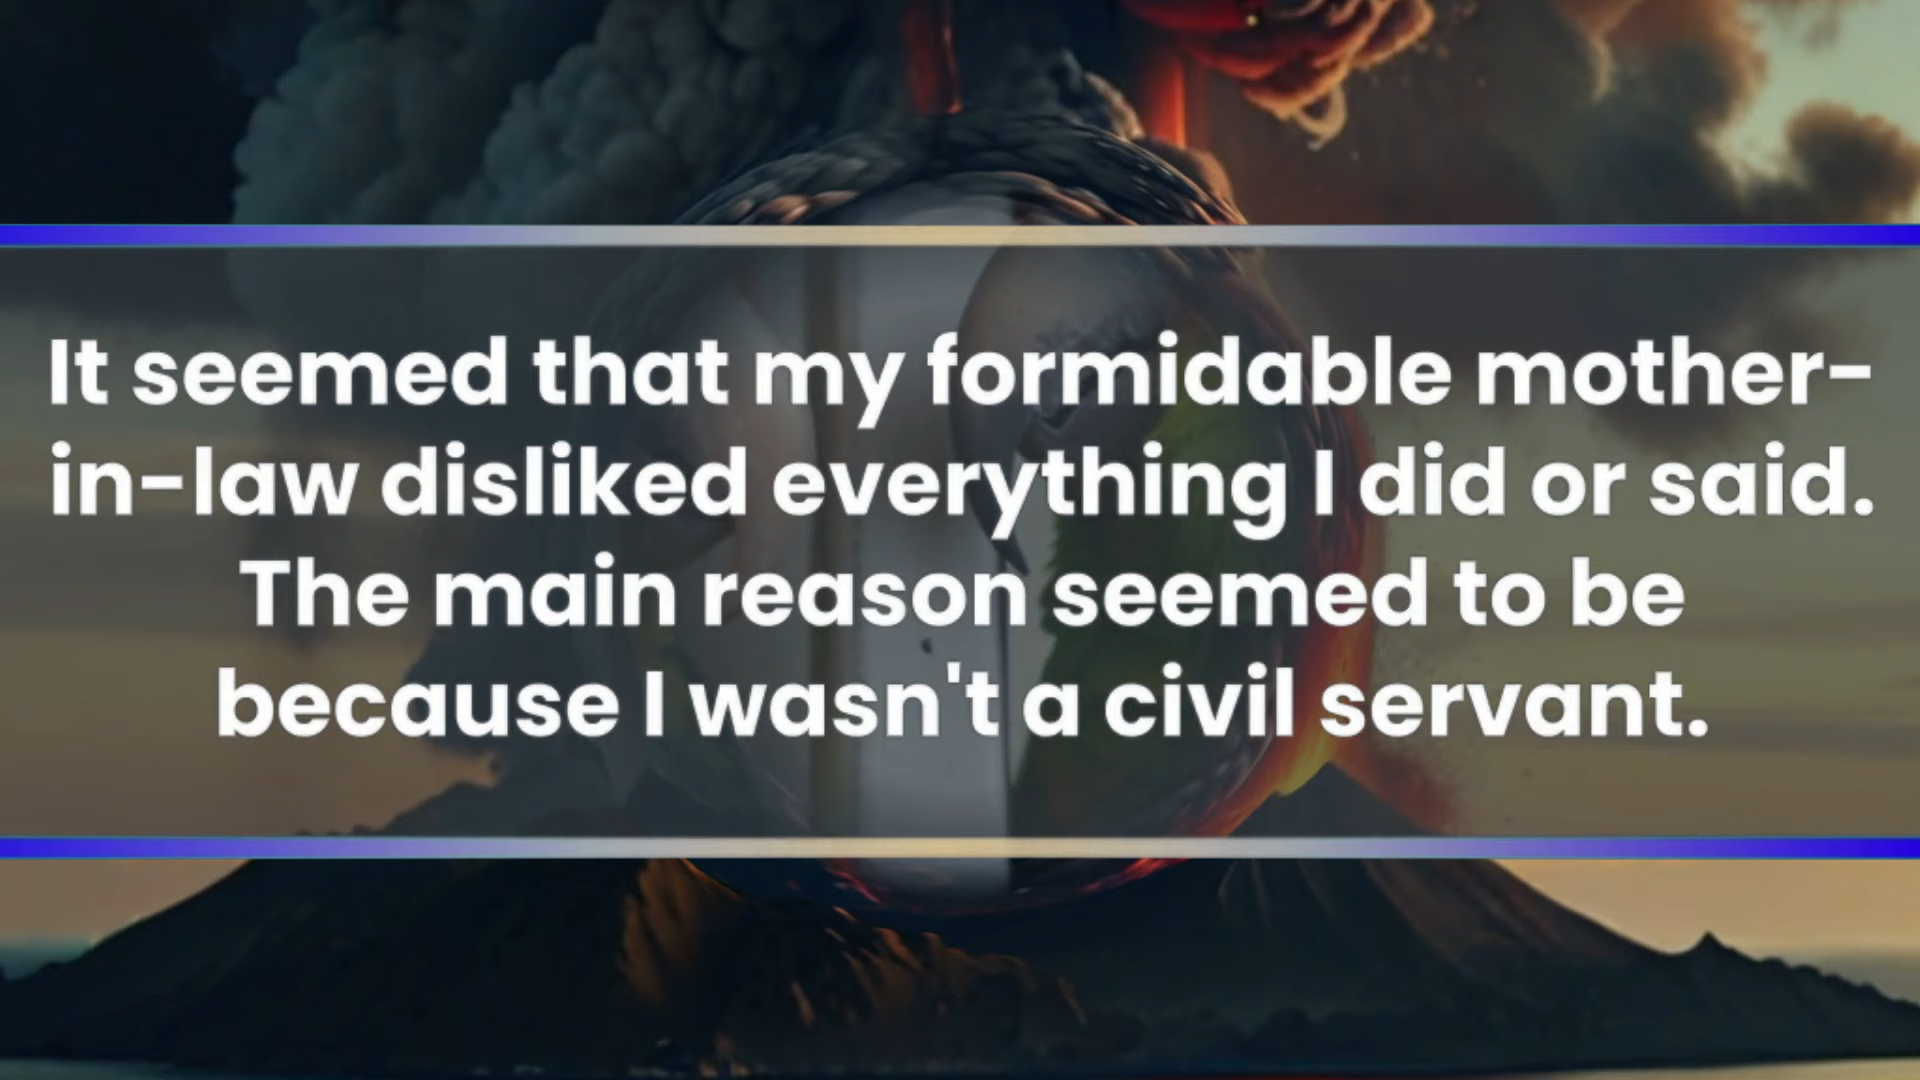 It seemed that my formidable mother-
in-law disliked everything I did or said.
The main reason seemed to be
because I wasn't a civil servant.